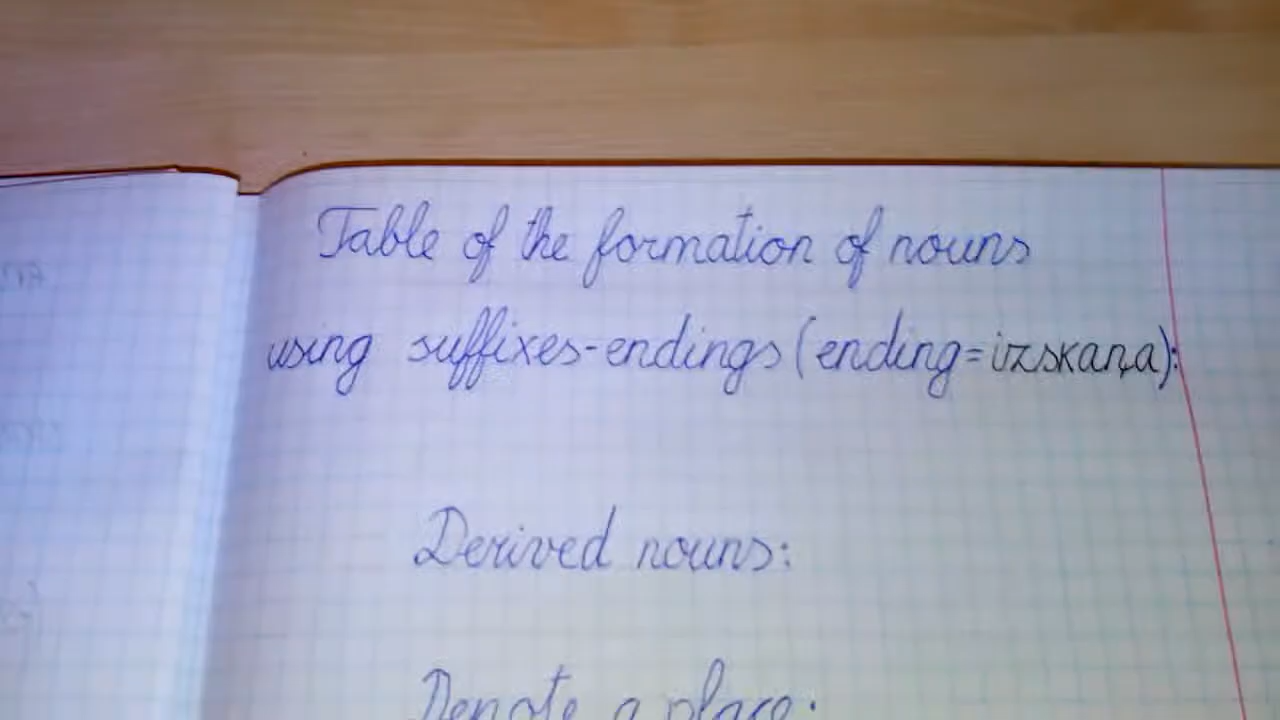 Table of the formation of nouns
using suffixes-endings (ending=izskaņa):
Derived nouns:
Denote a place: